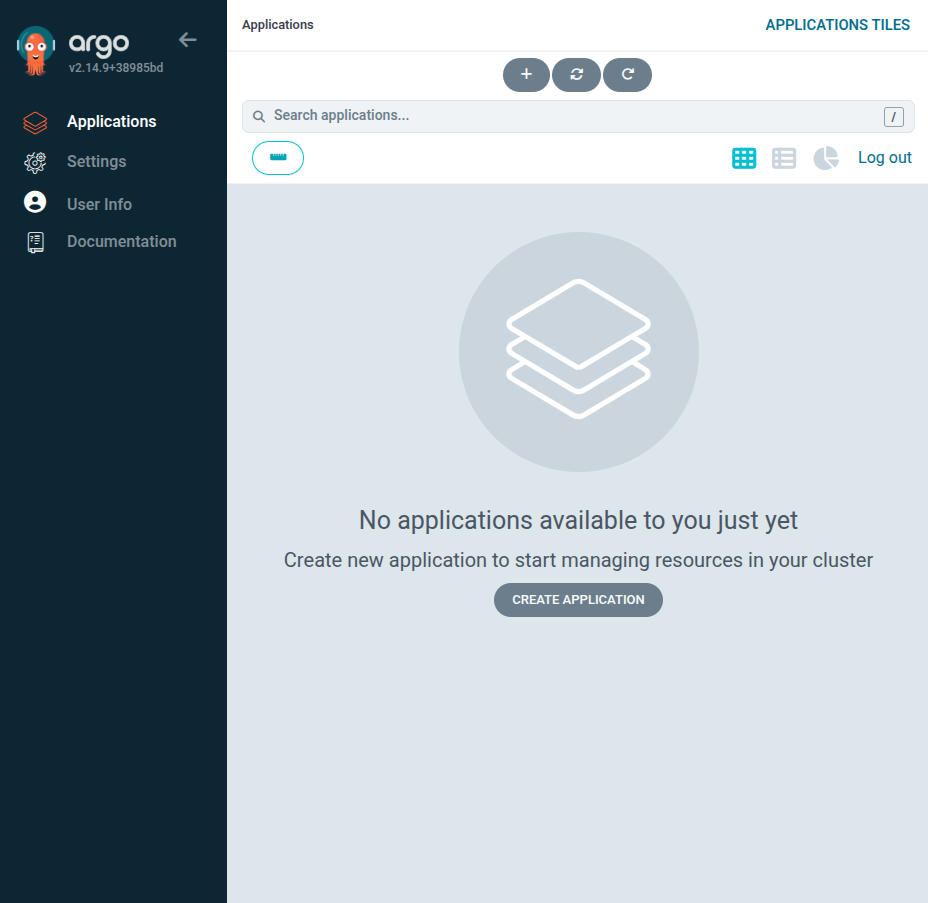 argo
v2.14.9+38985bd
Applications
Settings
User Info
Documentation
Applications
APPLICATIONS TILES
Search applications...
/
Log out
No applications available to you just yet
Create new application to start managing resources in your cluster
CREATE APPLICATION